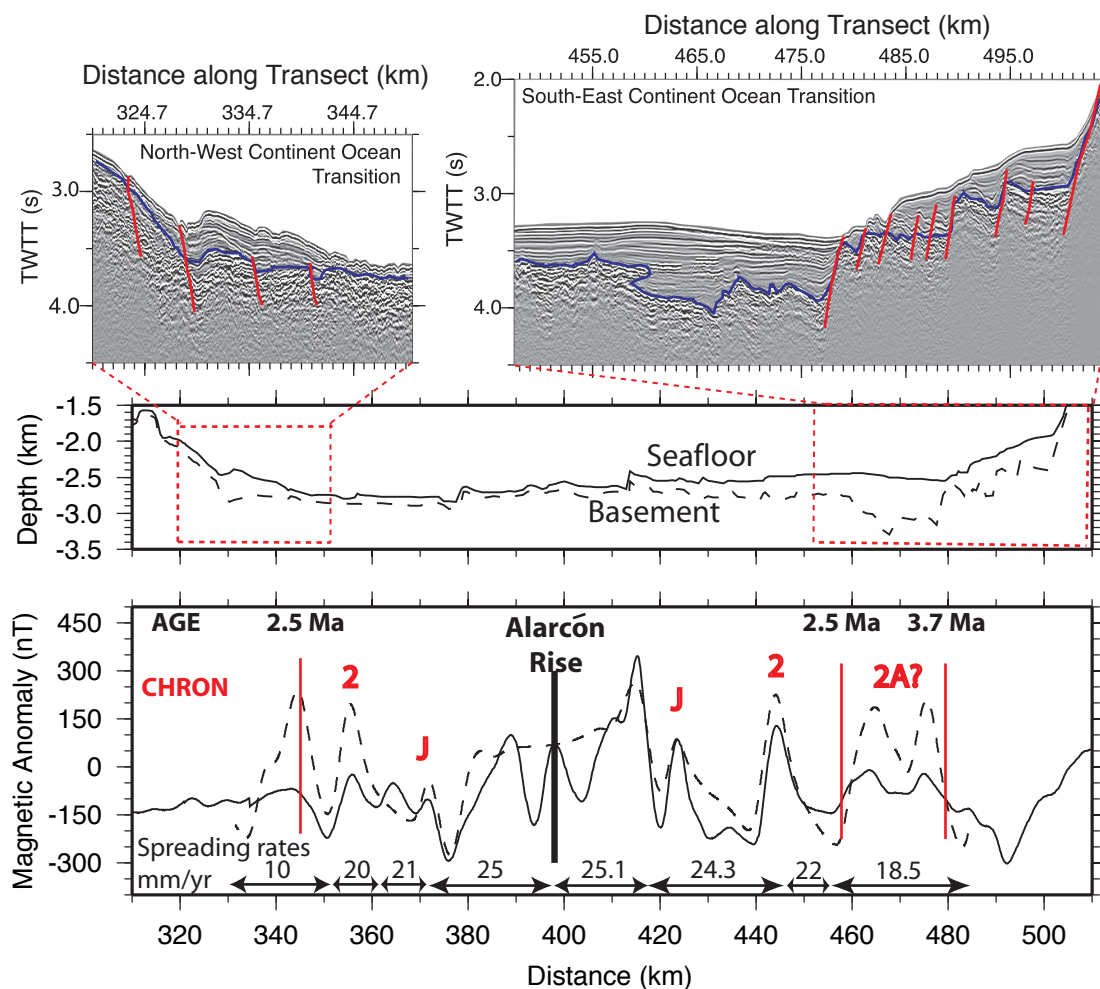 Distance along Transect (km)
455.0 465.0 475.0 485.0 495.0
Distance along Transect (km)
324.7 334.7 344.7
2.0
South-East Continent Ocean Transition
North-West Continent Ocean
Transition
TWTT (s)
3.0
4.0
TWTT (s)
3.0
4.0
Depth (km)
-1.5
-2.0
-2.5
-3.0
-3.5
Seafloor
Basement
Magnetic Anomaly (nT)
450
300
150
0
-150
-300
AGE 2.5 Ma Alarcón 2.5 Ma 3.7 Ma
Rise
CHRON 2 J J 2 2A?
Spreading rates
mm/yr
10 20 21 25 25.1 24.3 22 18.5
320 340 360 380 400 420 440 460 480 500
Distance (km)